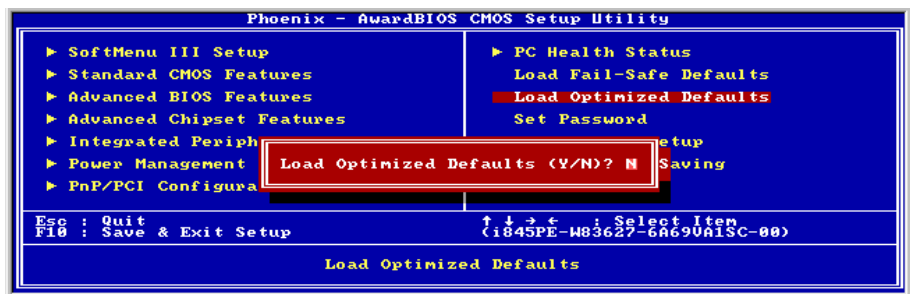 Phoenix - AwardBIOS CMOS Setup Utility
SoftMenu III Setup
Standard CMOS Features
Advanced BIOS Features
Advanced Chipset Features
Integrated Periph
Power Management
PnP/PCI Configura
PC Health Status
Load Fail-Safe Defaults
Load Optimized Defaults
Set Password
etup
Saving
Load Optimized Defaults (Y/N)? N
Esc : Quit
F10 : Save & Exit Setup
↑ ↓ → ← : Select Item
(i845PE-W83627-6A69VA1SC-00)
Load Optimized Defaults